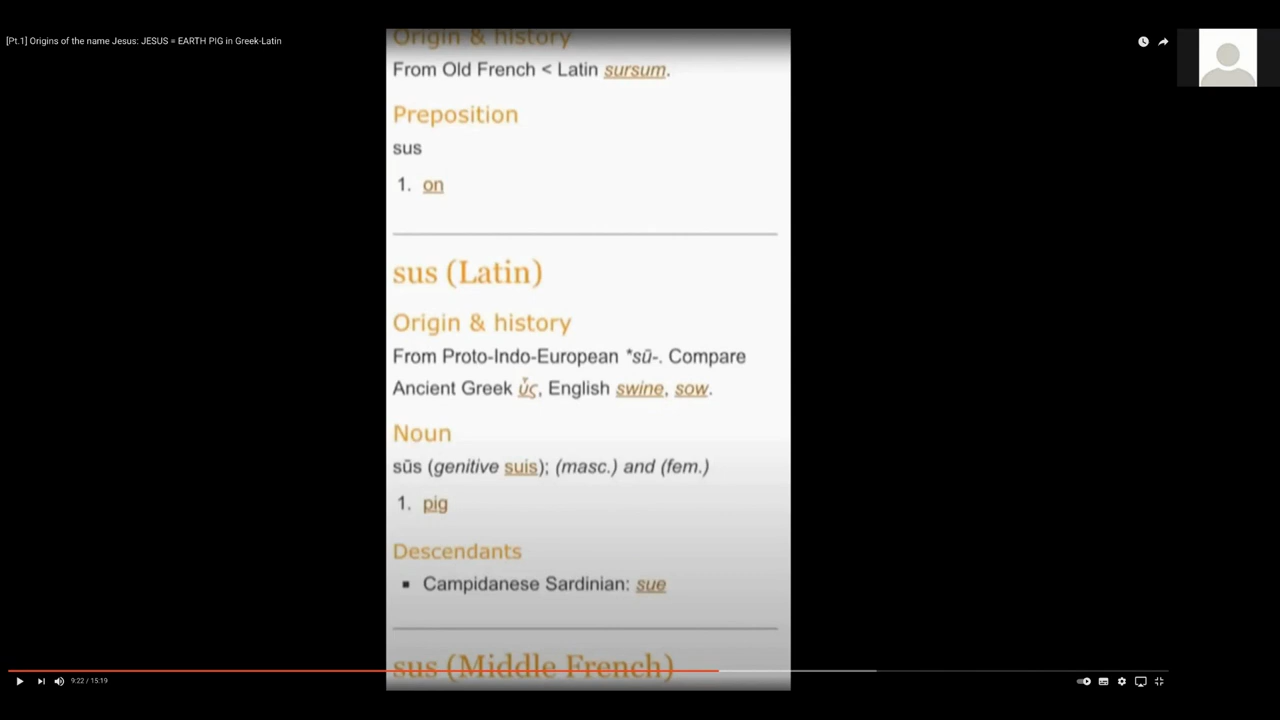 [Pt.1] Origins of the name Jesus: JESUS = EARTH PIG in Greek-Latin
Origin & history
From Old French < Latin sursum.
Preposition
sus
1. on
sus (Latin)
Origin & history
From Proto-Indo-European *sū-. Compare
Ancient Greek ὗς, English swine, sow.
Noun
sūs (genitive suis); (masc.) and (fem.)
1. pig
Descendants
▪ Campidanese Sardinian: sue
sus (Middle French)
9:22 / 15:19